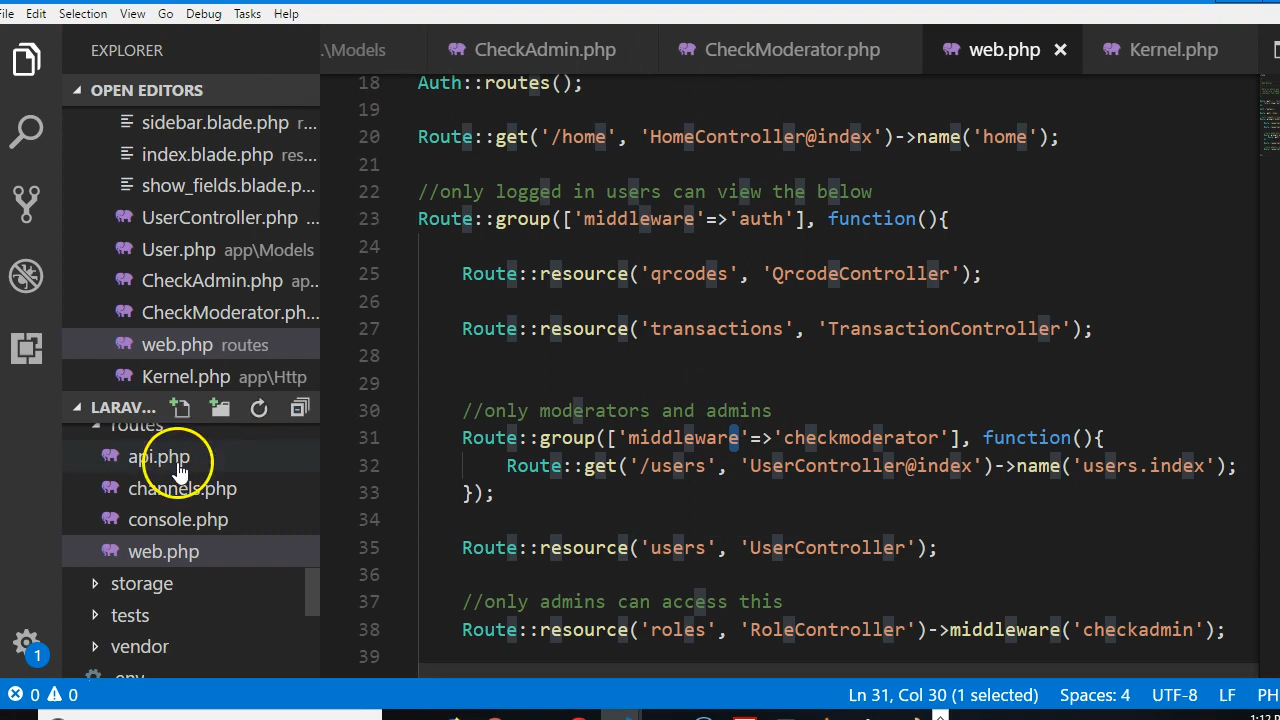 File Edit Selection View Go Debug Tasks Help
EXPLORER
.\Models CheckAdmin.php CheckModerator.php web.php Kernel.php
OPEN EDITORS
sidebar.blade.php r...
index.blade.php res...
show_fields.blade.p...
UserController.php ...
User.php app\Models
CheckAdmin.php ap...
CheckModerator.ph...
web.php routes
Kernel.php app\Http
LARAV...
routes
api.php
channels.php
console.php
web.php
storage
tests
vendor
.env
18 Auth::routes();
19
20 Route::get('/home', 'HomeController@index')->name('home');
21
22 //only logged in users can view the below
23 Route::group(['middleware'=>'auth'], function(){
24
25 Route::resource('qrcodes', 'QrcodeController');
26
27 Route::resource('transactions', 'TransactionController');
28
29
30 //only moderators and admins
31 Route::group(['middleware'=>'checkmoderator'], function(){
32 Route::get('/users', 'UserController@index')->name('users.index');
33 });
34
35 Route::resource('users', 'UserController');
36
37 //only admins can access this
38 Route::resource('roles', 'RoleController')->middleware('checkadmin');
39
1
0 0 Ln 31, Col 30 (1 selected) Spaces: 4 UTF-8 LF PH